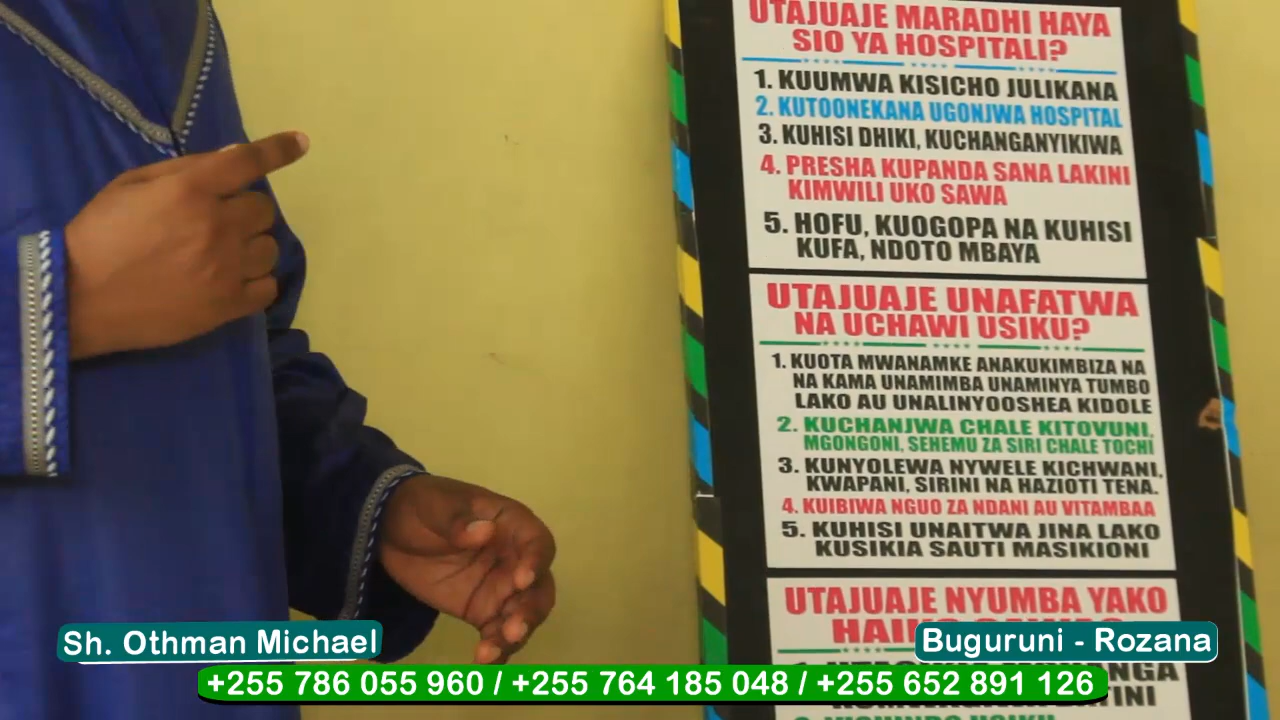 UTAJUAJE MARADHI HAYA
SIO YA HOSPITALI?
1. KUUMWA KISICHO JULIKANA
2. KUTOONEKANA UGONJWA HOSPITAL
3. KUHISI DHIKI, KUCHANGANYIKIWA
4. PRESHA KUPANDA SANA LAKINI
KIMWILI UKO SAWA
5. HOFU, KUOGOPA NA KUHISI
KUFA, NDOTO MBAYA
UTAJUAJE UNAFATWA
NA UCHAWI USIKU?
1. KUOTA MWANAMKE ANAKUKIMBIZA NA
NA KAMA UNAMIMBA UNAMINYA TUMBO
LAKO AU UNALINYOOSHEA KIDOLE
2. KUCHANJWA CHALE KITOVUNI,
MGONGONI, SEHEMU ZA SIRI CHALE TOCHI
3. KUNYOLEWA NYWELE KICHWANI,
KWAPANI, SIRINI NA HAZIOTI TENA.
4. KUIBIWA NGUO ZA NDANI AU VITAMBAA
5. KUHISI UNAITWA JINA LAKO
KUSIKIA SAUTI MASIKIONI
UTAJUAJE NYUMBA YAKO
Sh. Othman Michael
Buguruni - Rozana
+255 786 055 960 / +255 764 185 048 / +255 652 891 126